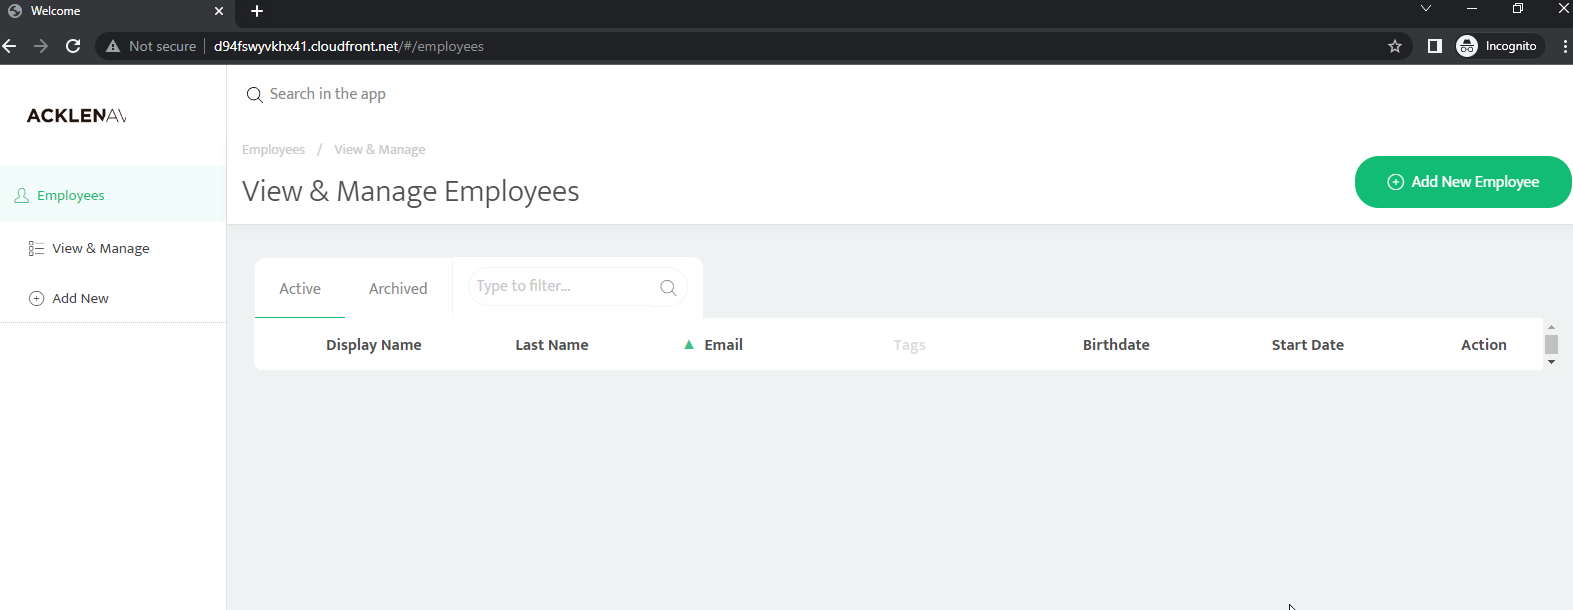 Welcome
Not secure d94fswyvkhx41.cloudfront.net/#/employees
Incognito
ACKLENAV
Search in the app
Employees / View & Manage
View & Manage Employees
Add New Employee
Employees
View & Manage
Add New
Active Archived Type to filter...
Display Name Last Name Email Tags Birthdate Start Date Action